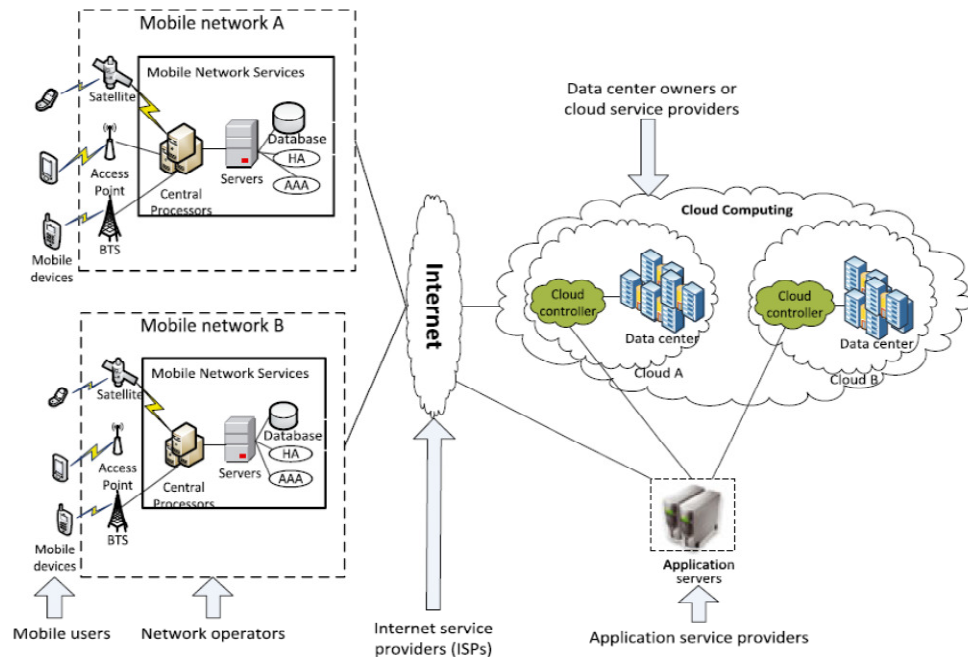 Mobile network A
Mobile Network Services
Satellite
Database
HA
AAA
Servers
Access
Point
Central
Processors
BTS
Mobile
devices
Mobile network B
Mobile Network Services
Satellite
Database
HA
AAA
Servers
Access
Point
Central
Processors
BTS
Mobile
devices
Mobile users
Network operators
Internet
Internet service
providers (ISPs)
Data center owners or
cloud service providers
Cloud Computing
Cloud
controller
Data center
Cloud A
Cloud
controller
Data center
Cloud B
Application
servers
Application service providers